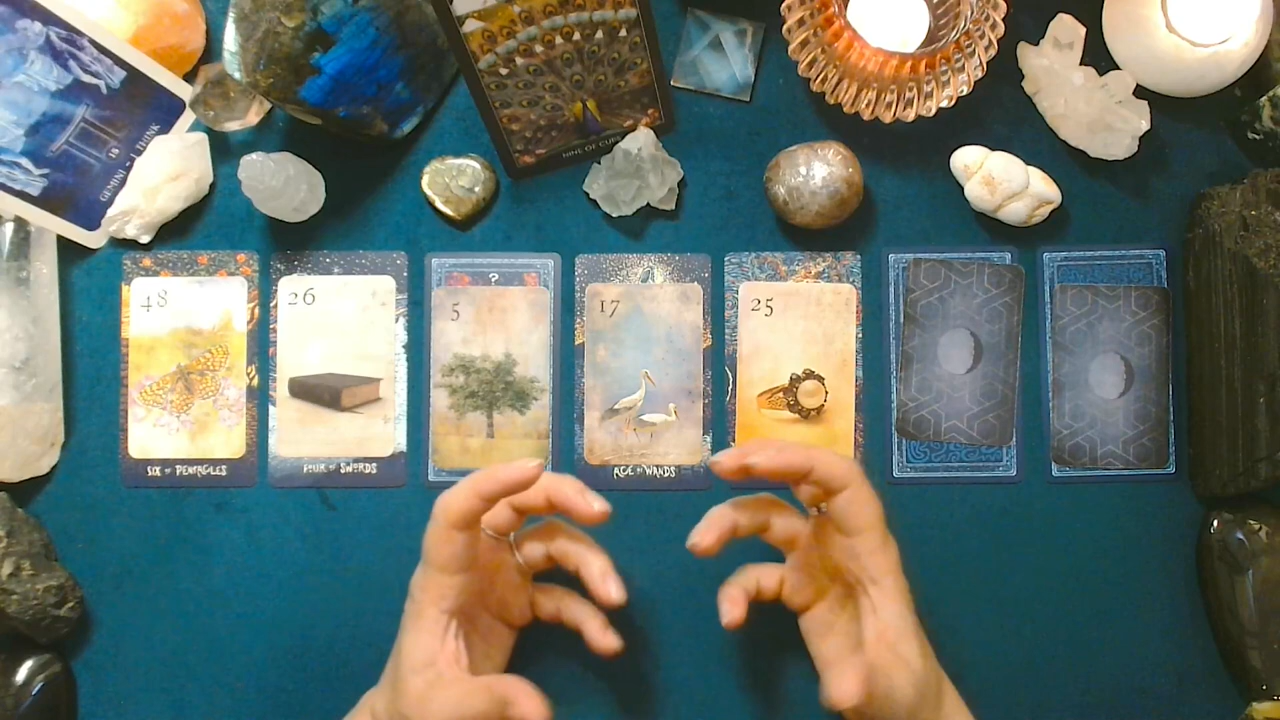 GEMINI - I THINK
18
NINE OF CUPS
48
SIX OF PENTACLES
26
FOUR OF SWORDS
?
5
17
ACE OF WANDS
25